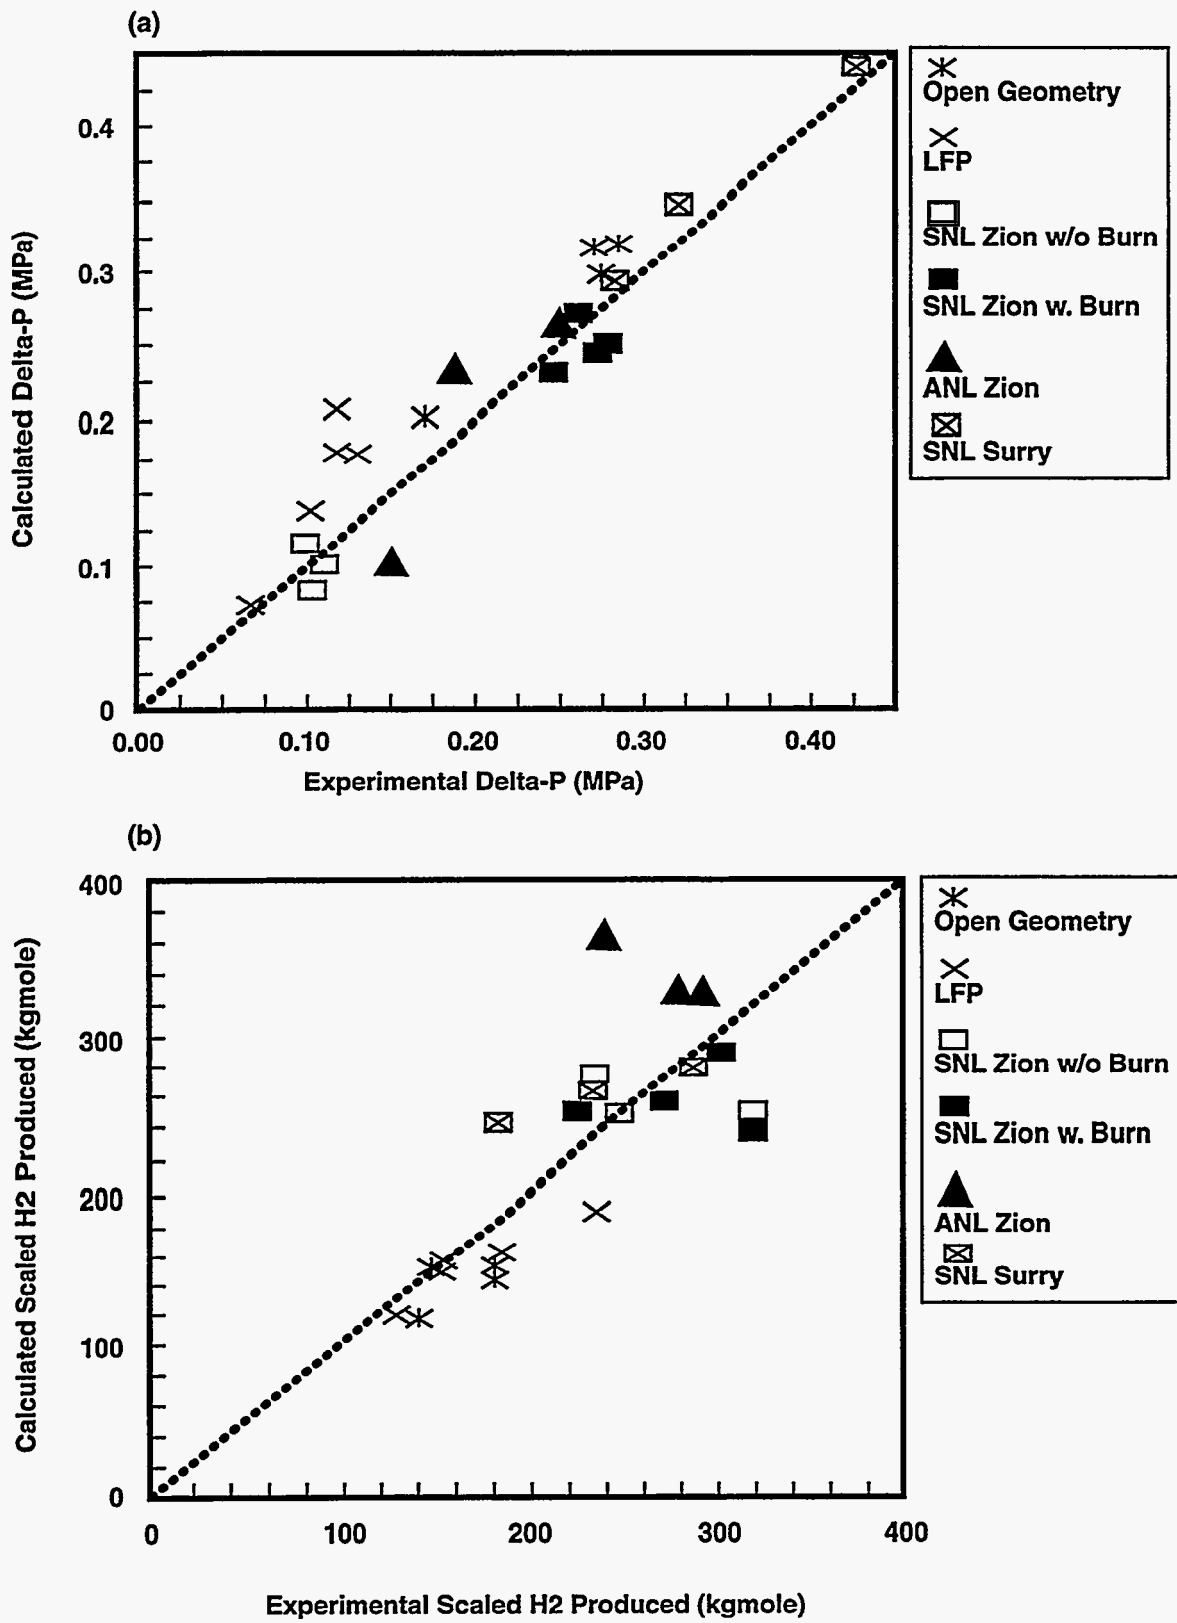 (a)
Calculated Delta-P (MPa)
0.4
0.3
0.2
0.1
0
0.00 0.10 0.20 0.30 0.40
Experimental Delta-P (MPa)
Open Geometry
LFP
SNL Zion w/o Burn
SNL Zion w. Burn
ANL Zion
SNL Surry
(b)
Calculated Scaled H2 Produced (kgmole)
400
300
200
100
0
0 100 200 300 400
Experimental Scaled H2 Produced (kgmole)
Open Geometry
LFP
SNL Zion w/o Burn
SNL Zion w. Burn
ANL Zion
SNL Surry